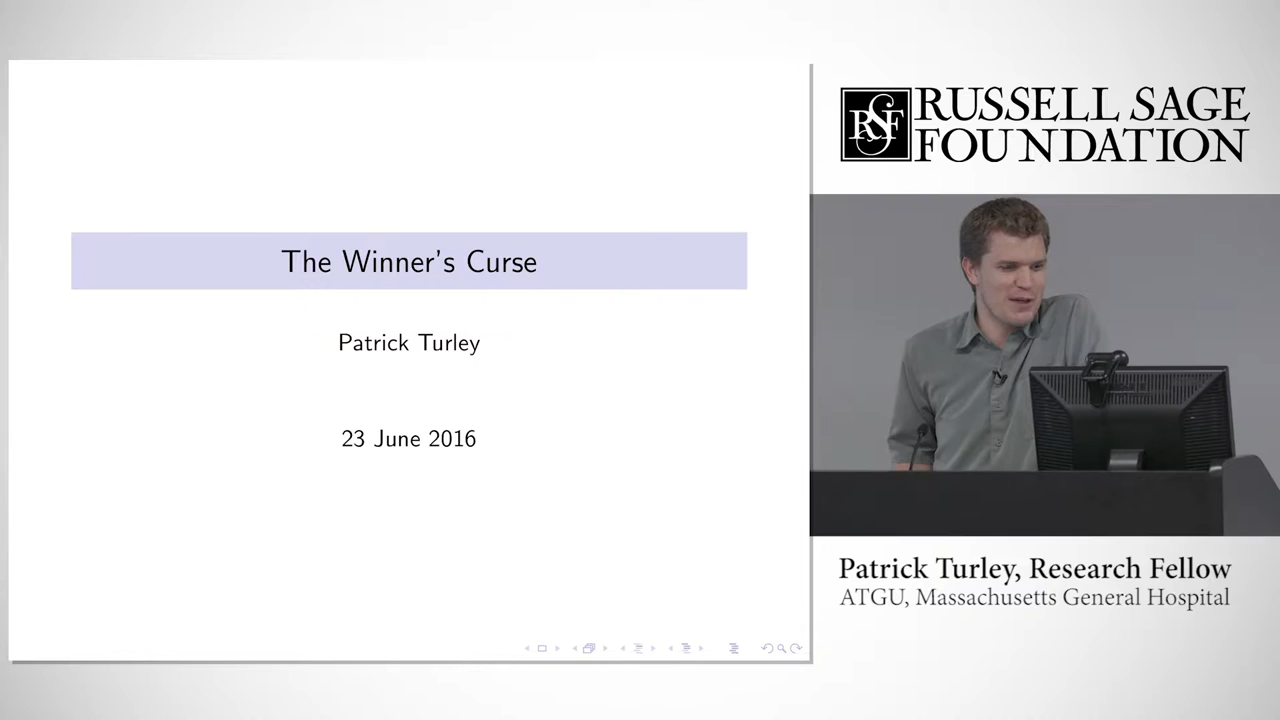 The Winner's Curse
Patrick Turley
23 June 2016
RSF
RUSSELL SAGE
FOUNDATION
Patrick Turley, Research Fellow
ATGU, Massachusetts General Hospital